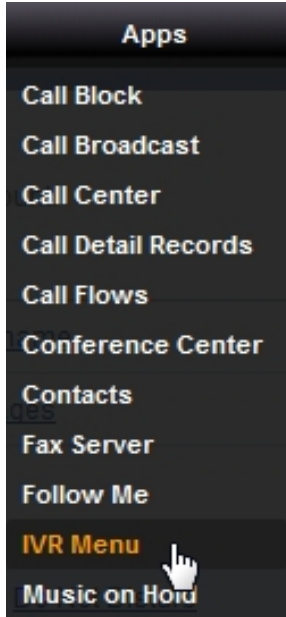 Apps
Call Block
Call Broadcast
Call Center
Call Detail Records
Call Flows
Conference Center
Contacts
Fax Server
Follow Me
IVR Menu
Music on Hold